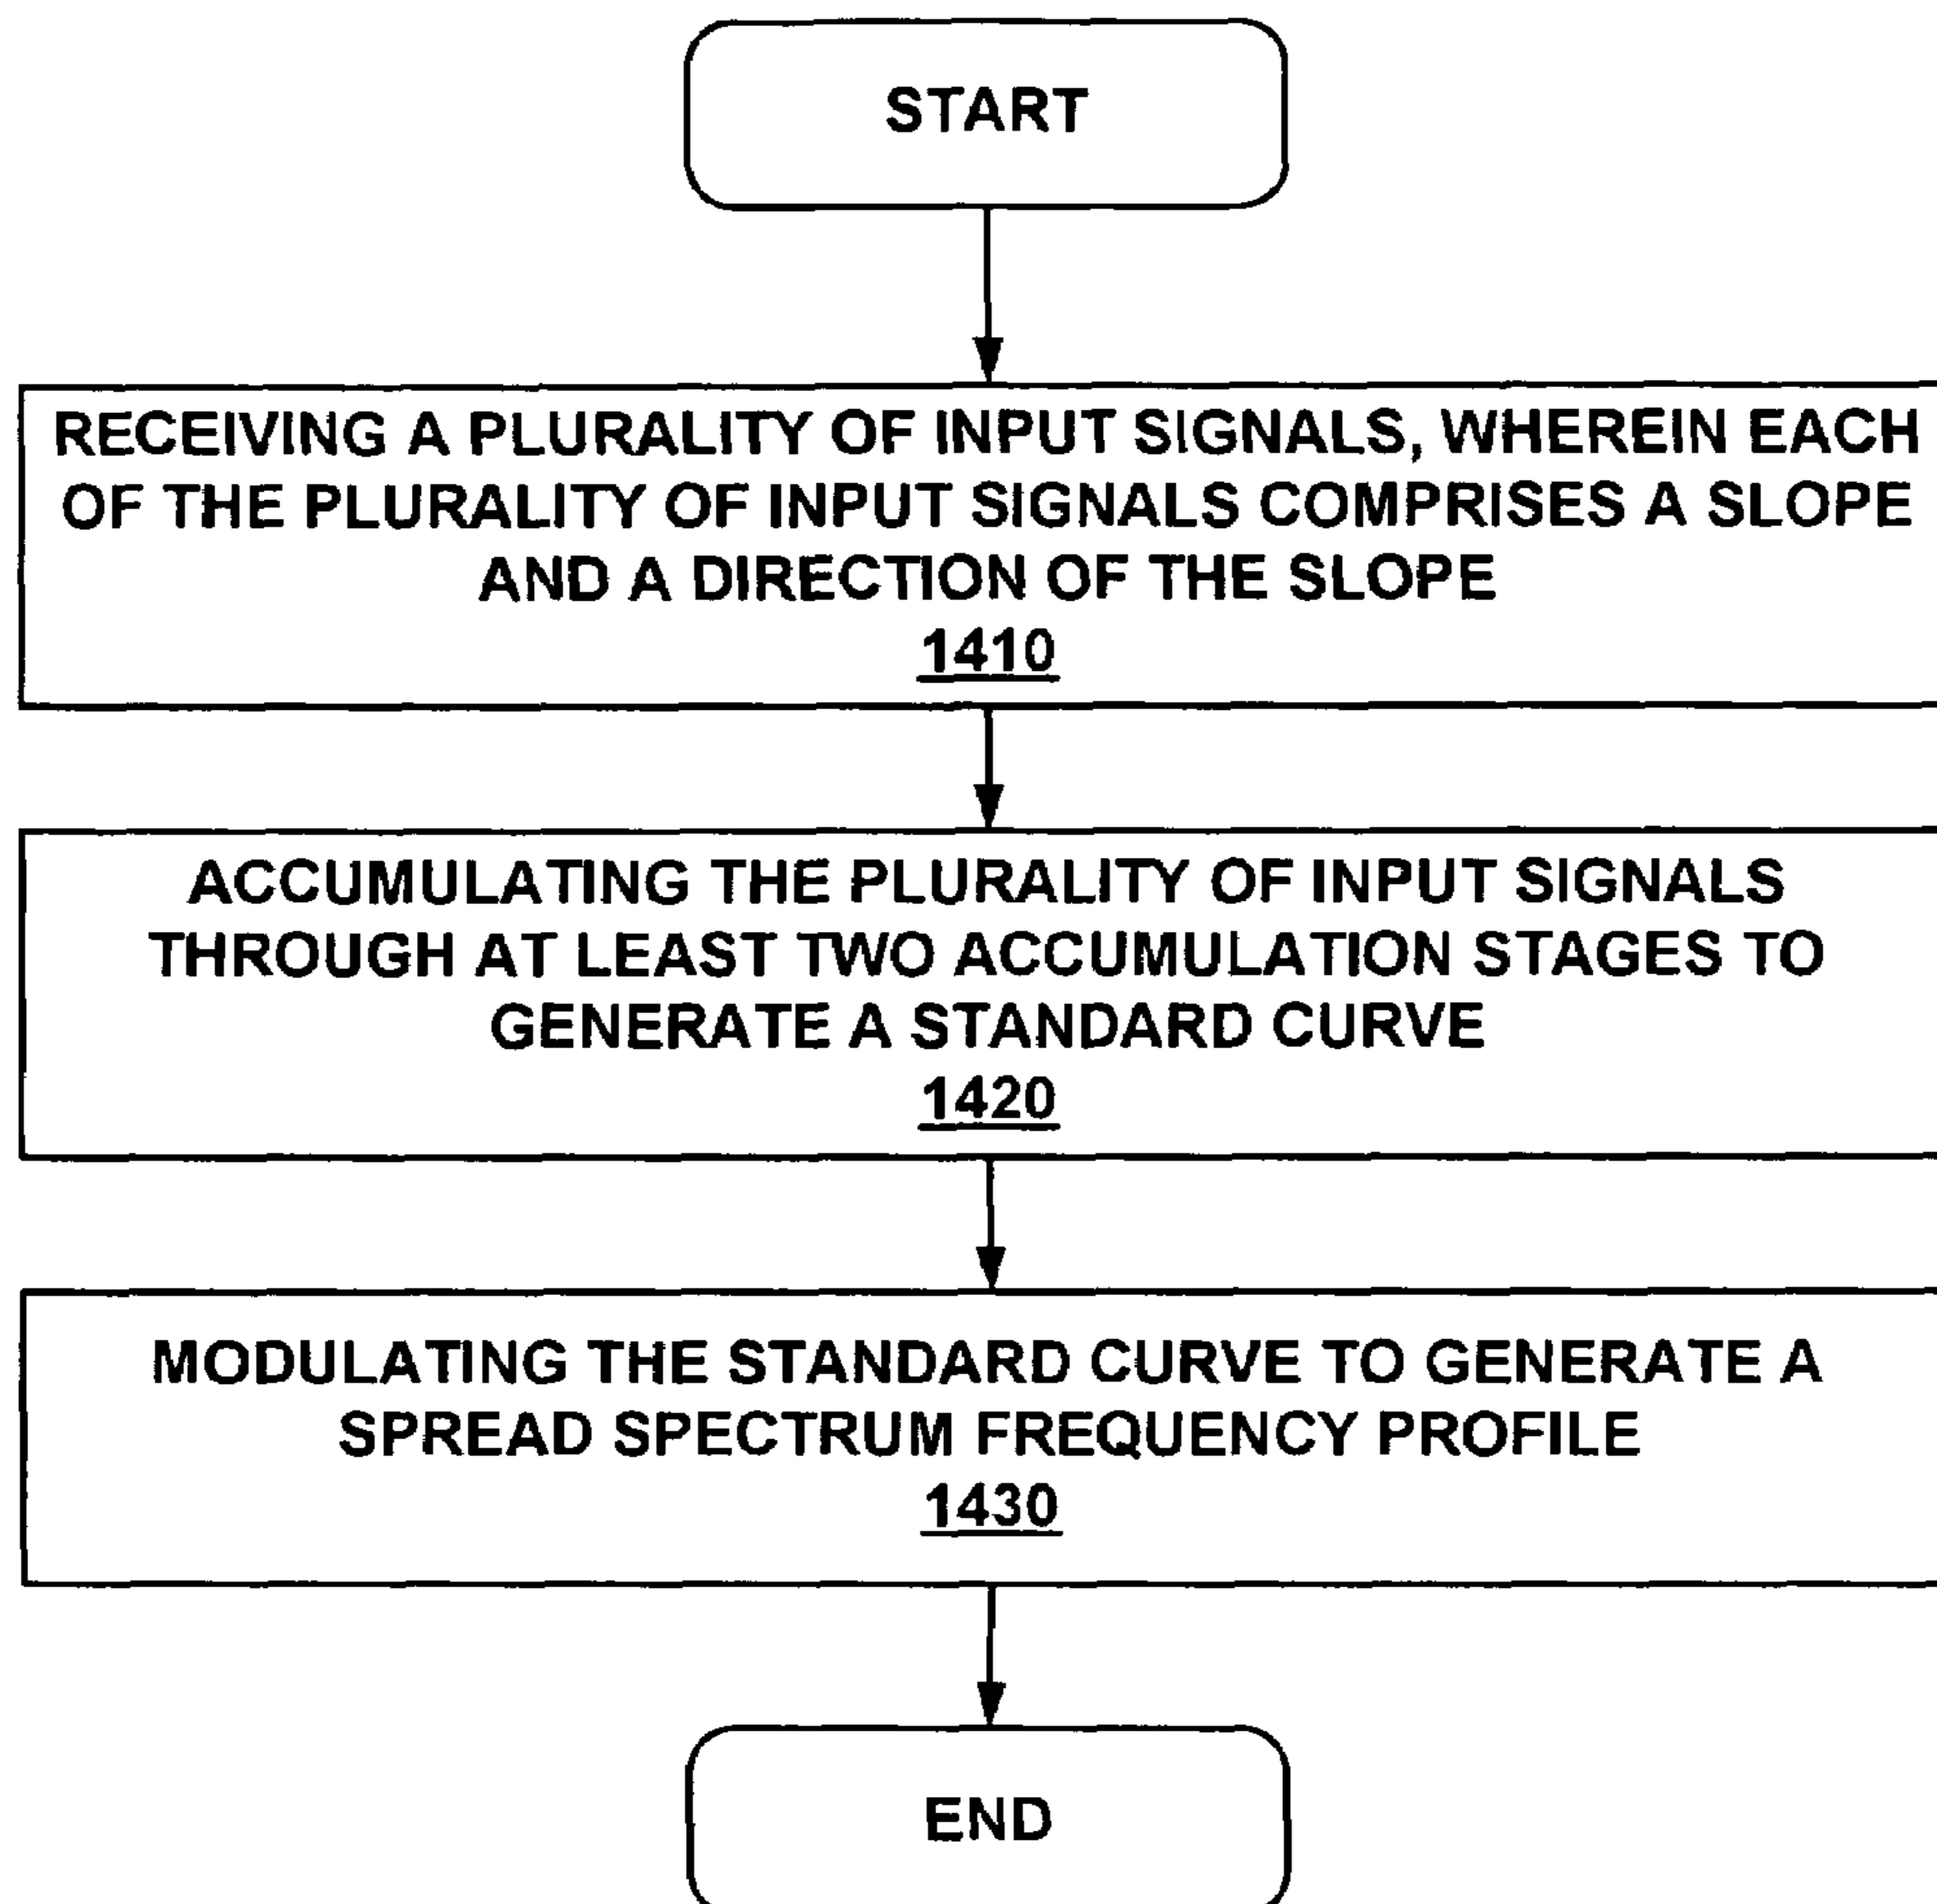 START
RECEIVING A PLURALITY OF INPUT SIGNALS, WHEREIN EACH
OF THE PLURALITY OF INPUT SIGNALS COMPRISES A SLOPE
AND A DIRECTION OF THE SLOPE
1410
ACCUMULATING THE PLURALITY OF INPUT SIGNALS
THROUGH AT LEAST TWO ACCUMULATION STAGES TO
GENERATE A STANDARD CURVE
1420
MODULATING THE STANDARD CURVE TO GENERATE A
SPREAD SPECTRUM FREQUENCY PROFILE
1430
END